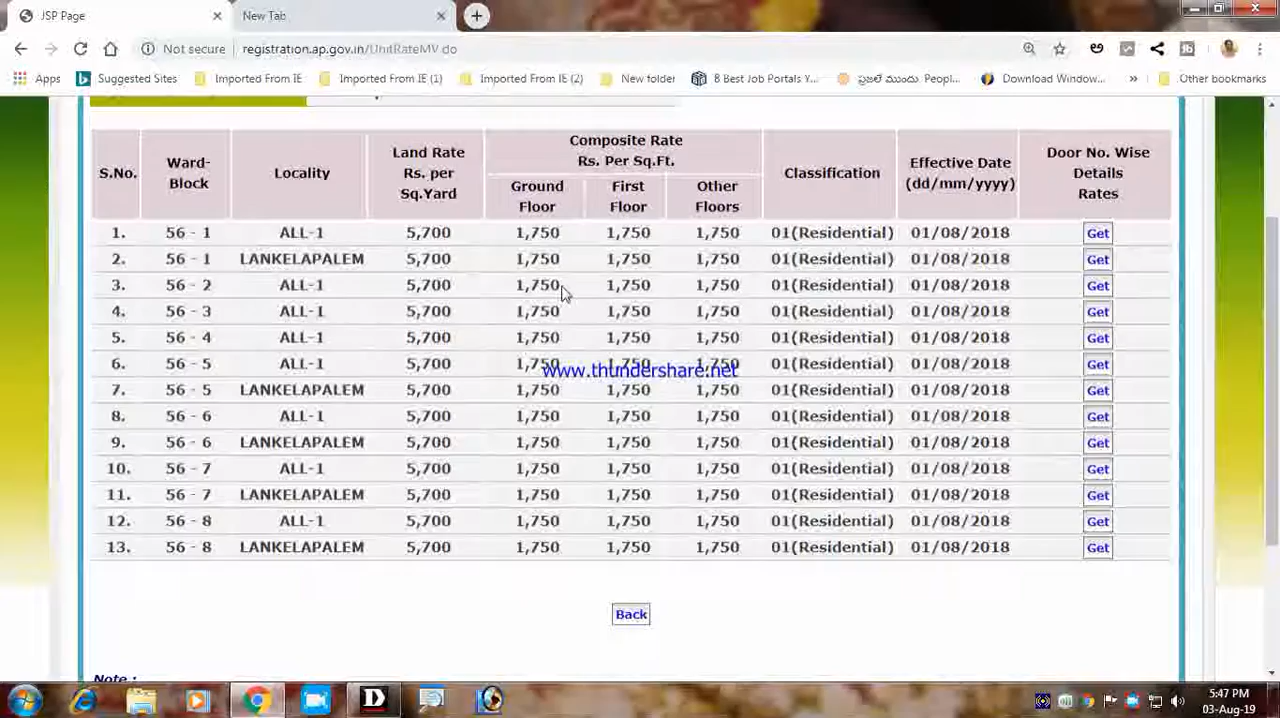 JSP Page
New Tab
Not secure registration.ap.gov.in/UnitRateMV.do
Apps Suggested Sites Imported From IE Imported From IE (1) Imported From IE (2) New folder Best Job Portals Y... ప్రజలే ముందు Peopl... Download Window... » Other bookmarks
S.No. Ward-Block Locality Land Rate Rs. per Sq.Yard Composite Rate Rs. Per Sq.Ft. Classification Effective Date (dd/mm/yyyy) Door No. Wise Details Rates
Ground Floor First Floor Other Floors
1. 56 - 1 ALL-1 5,700 1,750 1,750 1,750 01(Residential) 01/08/2018 Get
2. 56 - 1 LANKELAPALEM 5,700 1,750 1,750 1,750 01(Residential) 01/08/2018 Get
3. 56 - 2 ALL-1 5,700 1,750 1,750 1,750 01(Residential) 01/08/2018 Get
4. 56 - 3 ALL-1 5,700 1,750 1,750 1,750 01(Residential) 01/08/2018 Get
5. 56 - 4 ALL-1 5,700 1,750 1,750 1,750 01(Residential) 01/08/2018 Get
6. 56 - 5 ALL-1 5,700 1,750 1,750 1,750 01(Residential) 01/08/2018 Get
www.thundershare.net
7. 56 - 5 LANKELAPALEM 5,700 1,750 1,750 1,750 01(Residential) 01/08/2018 Get
8. 56 - 6 ALL-1 5,700 1,750 1,750 1,750 01(Residential) 01/08/2018 Get
9. 56 - 6 LANKELAPALEM 5,700 1,750 1,750 1,750 01(Residential) 01/08/2018 Get
10. 56 - 7 ALL-1 5,700 1,750 1,750 1,750 01(Residential) 01/08/2018 Get
11. 56 - 7 LANKELAPALEM 5,700 1,750 1,750 1,750 01(Residential) 01/08/2018 Get
12. 56 - 8 ALL-1 5,700 1,750 1,750 1,750 01(Residential) 01/08/2018 Get
13. 56 - 8 LANKELAPALEM 5,700 1,750 1,750 1,750 01(Residential) 01/08/2018 Get
Back
Note :
5:47 PM
03-Aug-19